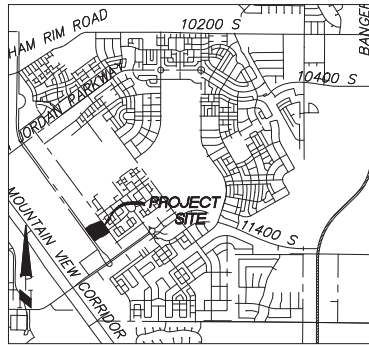 HAM RIM ROAD
10200 S
BANGER
10400 S
JORDAN PARKWAY
PROJECT
SITE
11400 S
MOUNTAIN VIEW CORRIDOR